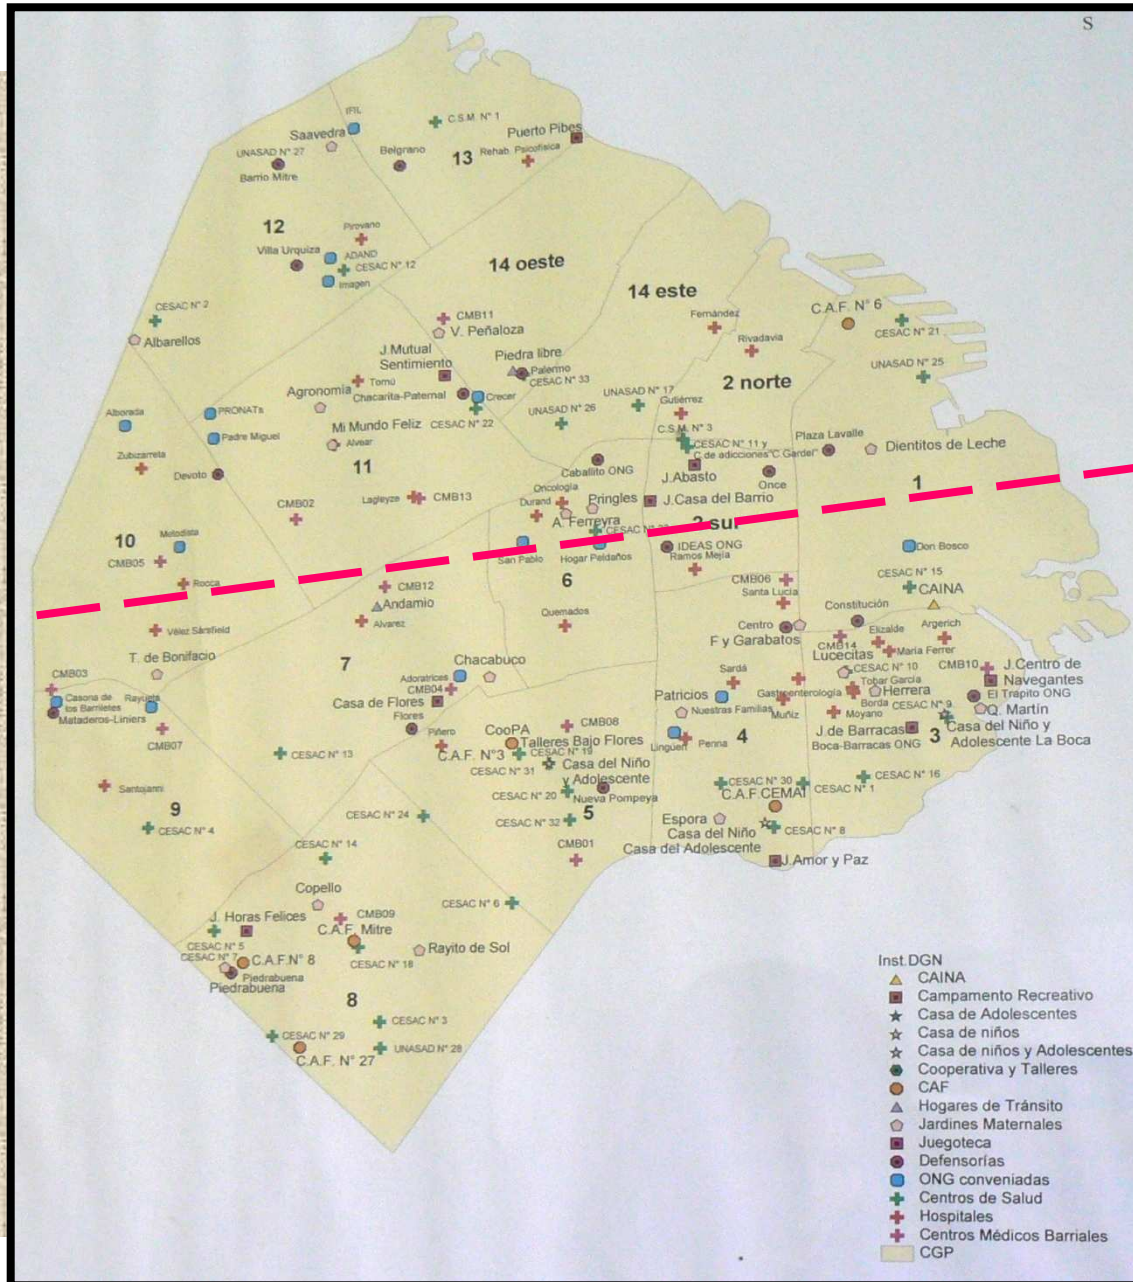 S
IFIL
C.S.M. N° 1
Saavedra
Puerto Pibes
UNASAD N° 27
Belgrano
13
Rehab. Psicofísica
Barrio Mitre
12
Pirovano
Villa Urquiza
ADAND
CESAC N° 12
Imagen
14 oeste
14 este
CESAC N° 2
Albarellos
CMB11
V. Peñaloza
Fernández
C.A.F. N° 6
CESAC N° 21
Rivadavia
J.Mutual
Sentimiento
Piedra libre
Palermo
CESAC N° 33
UNASAD N° 25
Agronomía
Tornú
Chacarita-Paternal
Crecer
2 norte
Alborada
PRONATs
CESAC N° 22
UNASAD N° 26
UNASAD N° 17
Gutiérrez
Padre Miguel
Mi Mundo Feliz
Alvear
C.S.M. N° 3
CESAC N° 11 y
C de adicciones"C Gardel"
Plaza Lavalle
Dientitos de Leche
Zubizarreta
Devoto
11
Caballito ONG
J.Abasto
Once
1
CMB02
Lagleyze
CMB13
Oncología
Durand
Pringles
J.Casa del Barrio
A. Ferreyra
2 sur
10
Metodista
CMB05
San Pablo
Hogar Peldaños
IDEAS ONG
Ramos Mejía
Don Bosco
Rocca
CMB12
6
CMB06
CESAC N° 15
Andamio
Santa Lucía
CAINA
Vélez Sársfield
Alvarez
Quemados
Centro
Constitución
F y Garabatos
Elizalde
Argerich
T. de Bonifacio
7
Chacabuco
CMB14
María Ferrer
Lucecitas
CMB03
Adoratrices
Sardá
CESAC N° 10
CMB10
J.Centro de
Navegantes
Casona de
los Barriletes
Rayuela
CMB04
Casa de Flores
Patricios
Gastroenterología
Tobar García
Herrera
El Trapito ONG
Mataderos-Liniers
Flores
Nuestras Familias
Muñiz
Borda
Moyano
CESAC N° 9
Q. Martín
CMB07
Piñero
CooPA
CMB08
Linguen
Penna
4
J.de Barracas
Boca-Barracas ONG
3
Casa del Niño y
Adolescente La Boca
Talleres Bajo Flores
CESAC N° 13
C.A.F. N°3
CESAC N° 19
CESAC N° 31
Casa del Niño
y Adolescente
CESAC N° 30
CESAC N° 16
Santojanni
CESAC N° 20
Nueva Pompeya
C.A.F.CEMAI
CESAC N° 1
9
CESAC N° 4
CESAC N° 24
CESAC N° 32
5
Espora
Casa del Niño
CESAC N° 8
Casa del Adolescente
CESAC N° 14
CMB01
J.Amor y Paz
Copello
CESAC N° 6
J. Horas Felices
CMB09
C.A.F. Mitre
CESAC N° 5
CESAC N° 7
C.A.F.N° 8
CESAC N° 18
Rayito de Sol
Piedrabuena
Piedrabuena
8
CESAC N° 3
CESAC N° 29
C.A.F. N° 27
UNASAD N° 28
Inst.DGN
CAINA
Campamento Recreativo
Casa de Adolescentes
Casa de niños
Casa de niños y Adolescentes
Cooperativa y Talleres
CAF
Hogares de Tránsito
Jardines Maternales
Juegoteca
Defensorías
ONG conveniadas
Centros de Salud
Hospitales
Centros Médicos Barriales
CGP